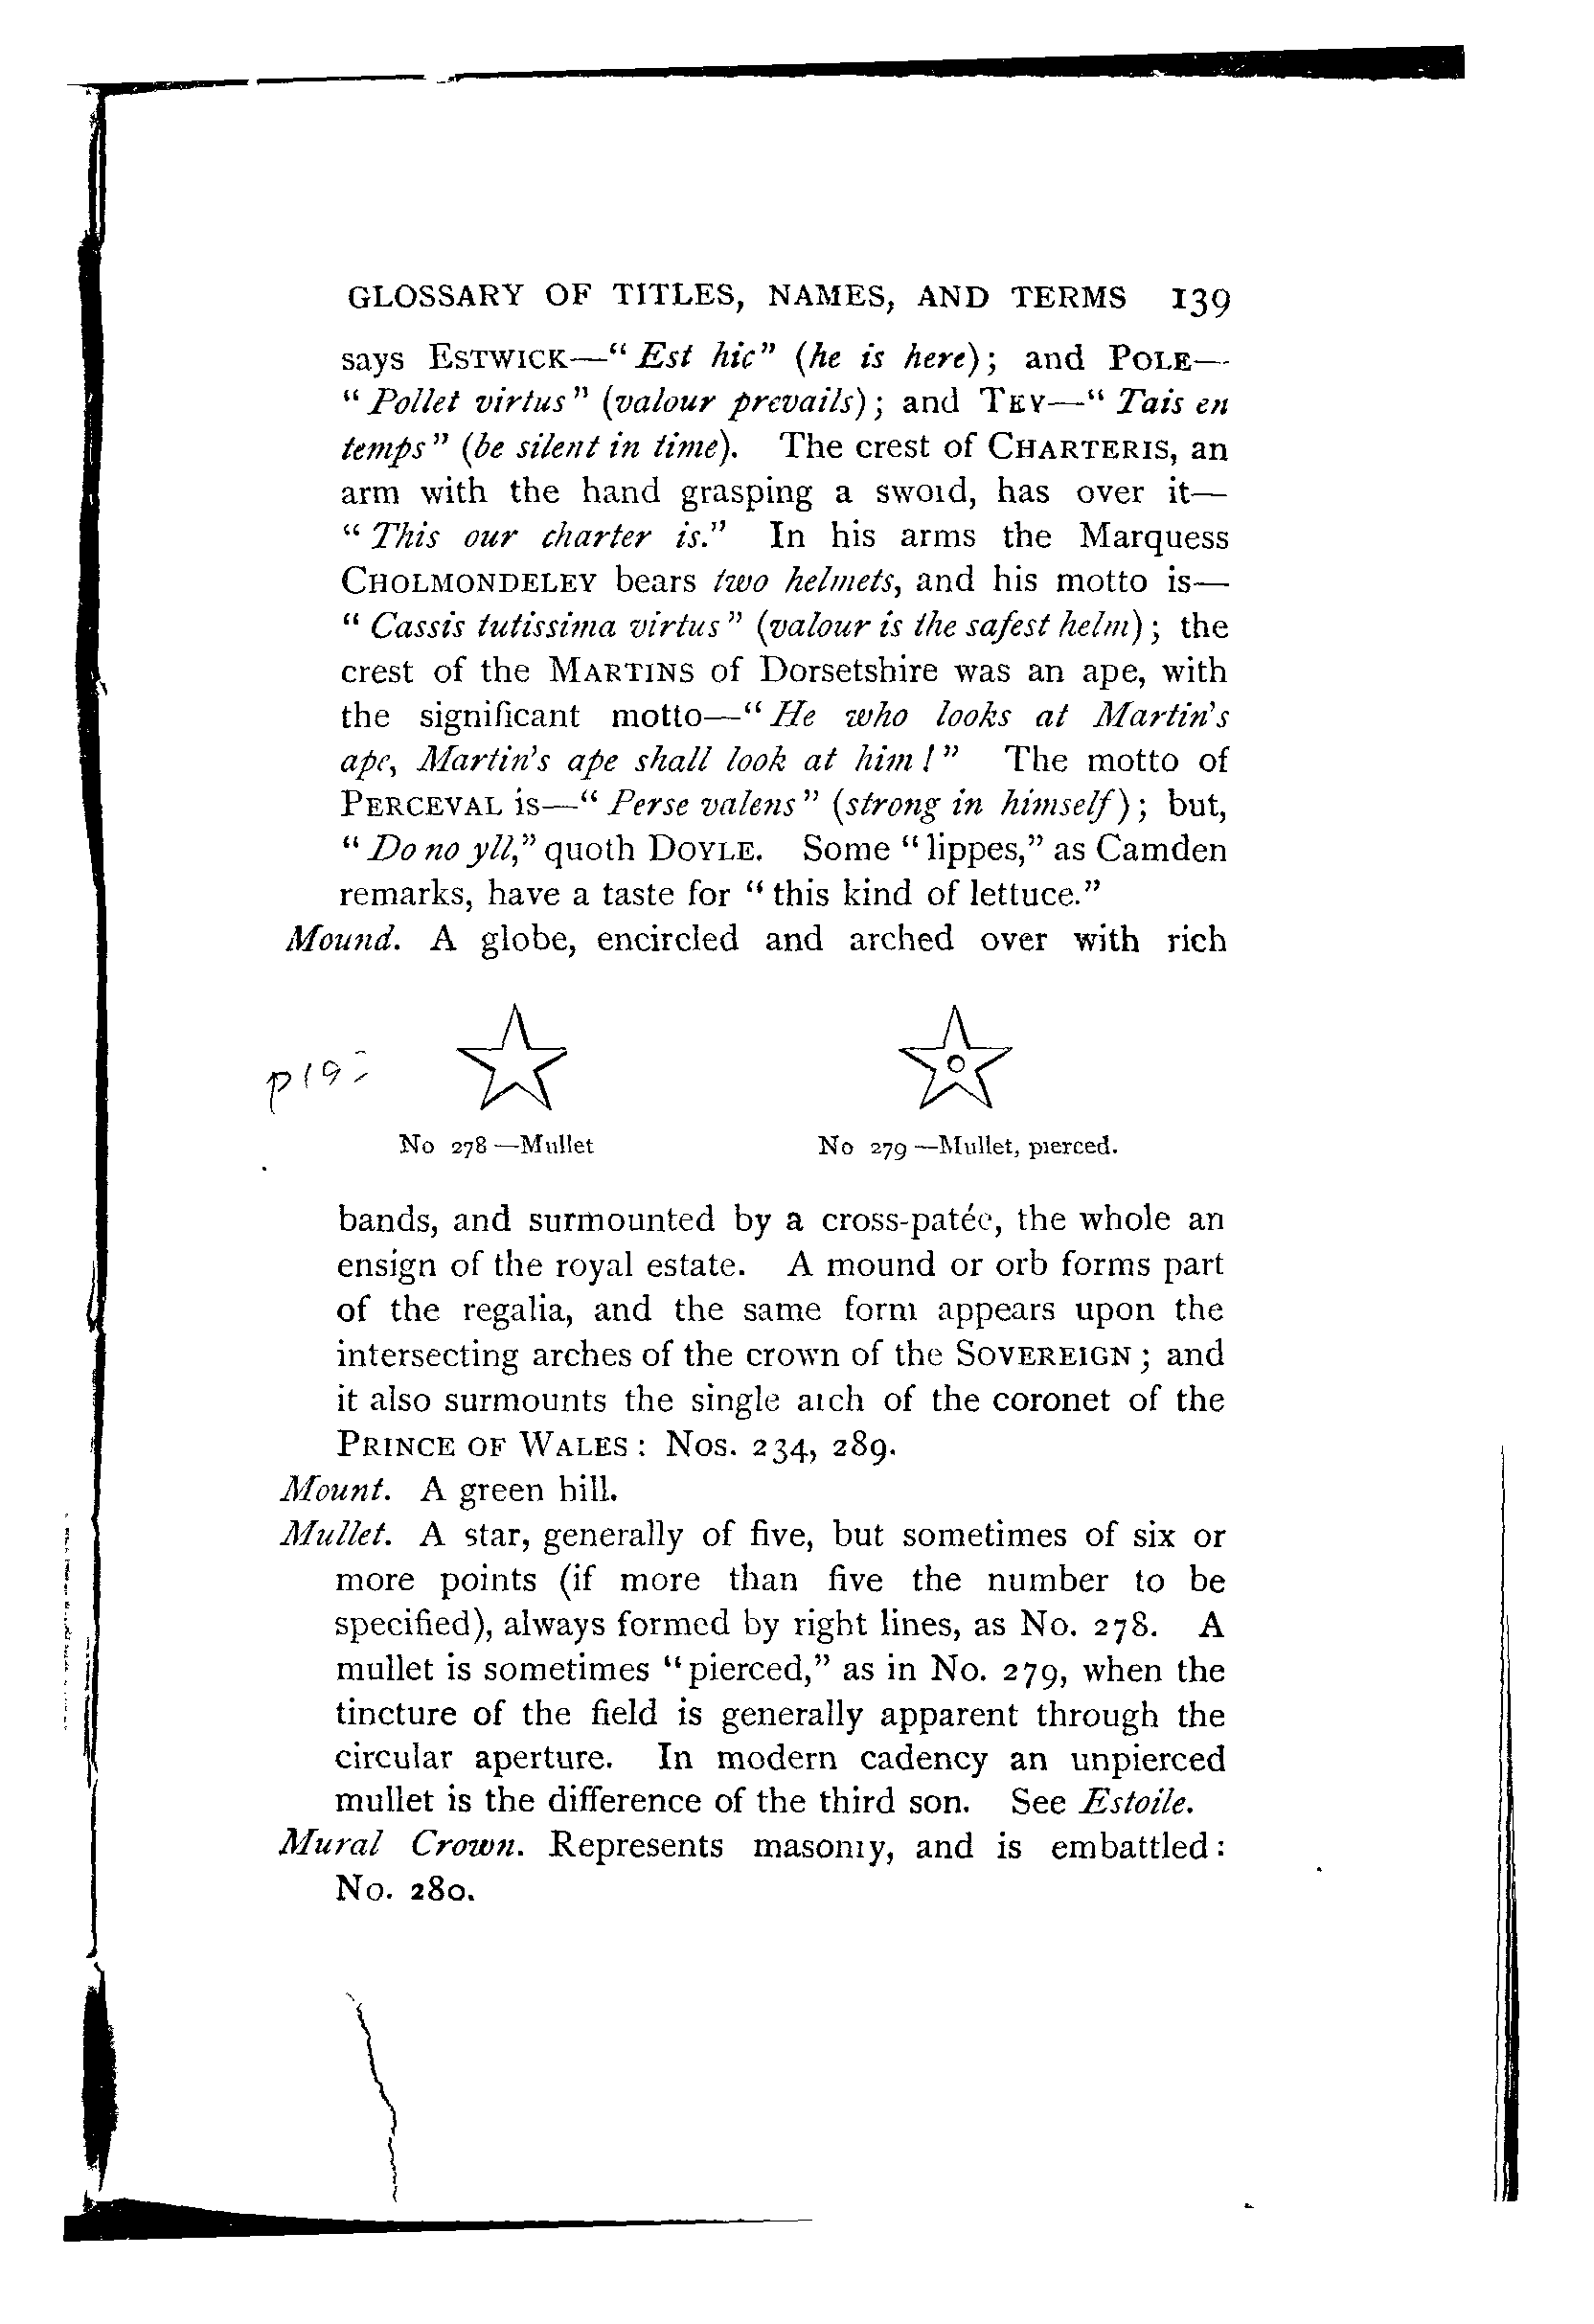 GLOSSARY OF TITLES, NAMES, AND TERMS 139
says ESTWICK—“Est hic” (he is here); and POLE—
“Pollet virtus” (valour prevails); and TEY—“Tais en
temps” (be silent in time). The crest of CHARTERIS, an
arm with the hand grasping a sword, has over it—
“This our charter is.” In his arms the Marquess
CHOLMONDELEY bears two helmets, and his motto is—
“Cassis tutissima virtus” (valour is the safest helm); the
crest of the MARTINS of Dorsetshire was an ape, with
the significant motto—“He who looks at Martin's
ape, Martin's ape shall look at him!” The motto of
PERCEVAL is—“Perse valens” (strong in himself); but,
“Do no yll,” quoth DOYLE. Some “lippes,” as Camden
remarks, have a taste for “this kind of lettuce.”
Mound. A globe, encircled and arched over with rich
No 278—Mullet
No 279—Mullet, pierced.
bands, and surmounted by a cross-patée, the whole an
ensign of the royal estate. A mound or orb forms part
of the regalia, and the same form appears upon the
intersecting arches of the crown of the SOVEREIGN; and
it also surmounts the single arch of the coronet of the
PRINCE OF WALES: Nos. 234, 289.
Mount. A green hill.
Mullet. A star, generally of five, but sometimes of six or
more points (if more than five the number to be
specified), always formed by right lines, as No. 278. A
mullet is sometimes “pierced,” as in No. 279, when the
tincture of the field is generally apparent through the
circular aperture. In modern cadency an unpierced
mullet is the difference of the third son. See Estoile.
Mural Crown. Represents masonry, and is embattled:
No. 280.